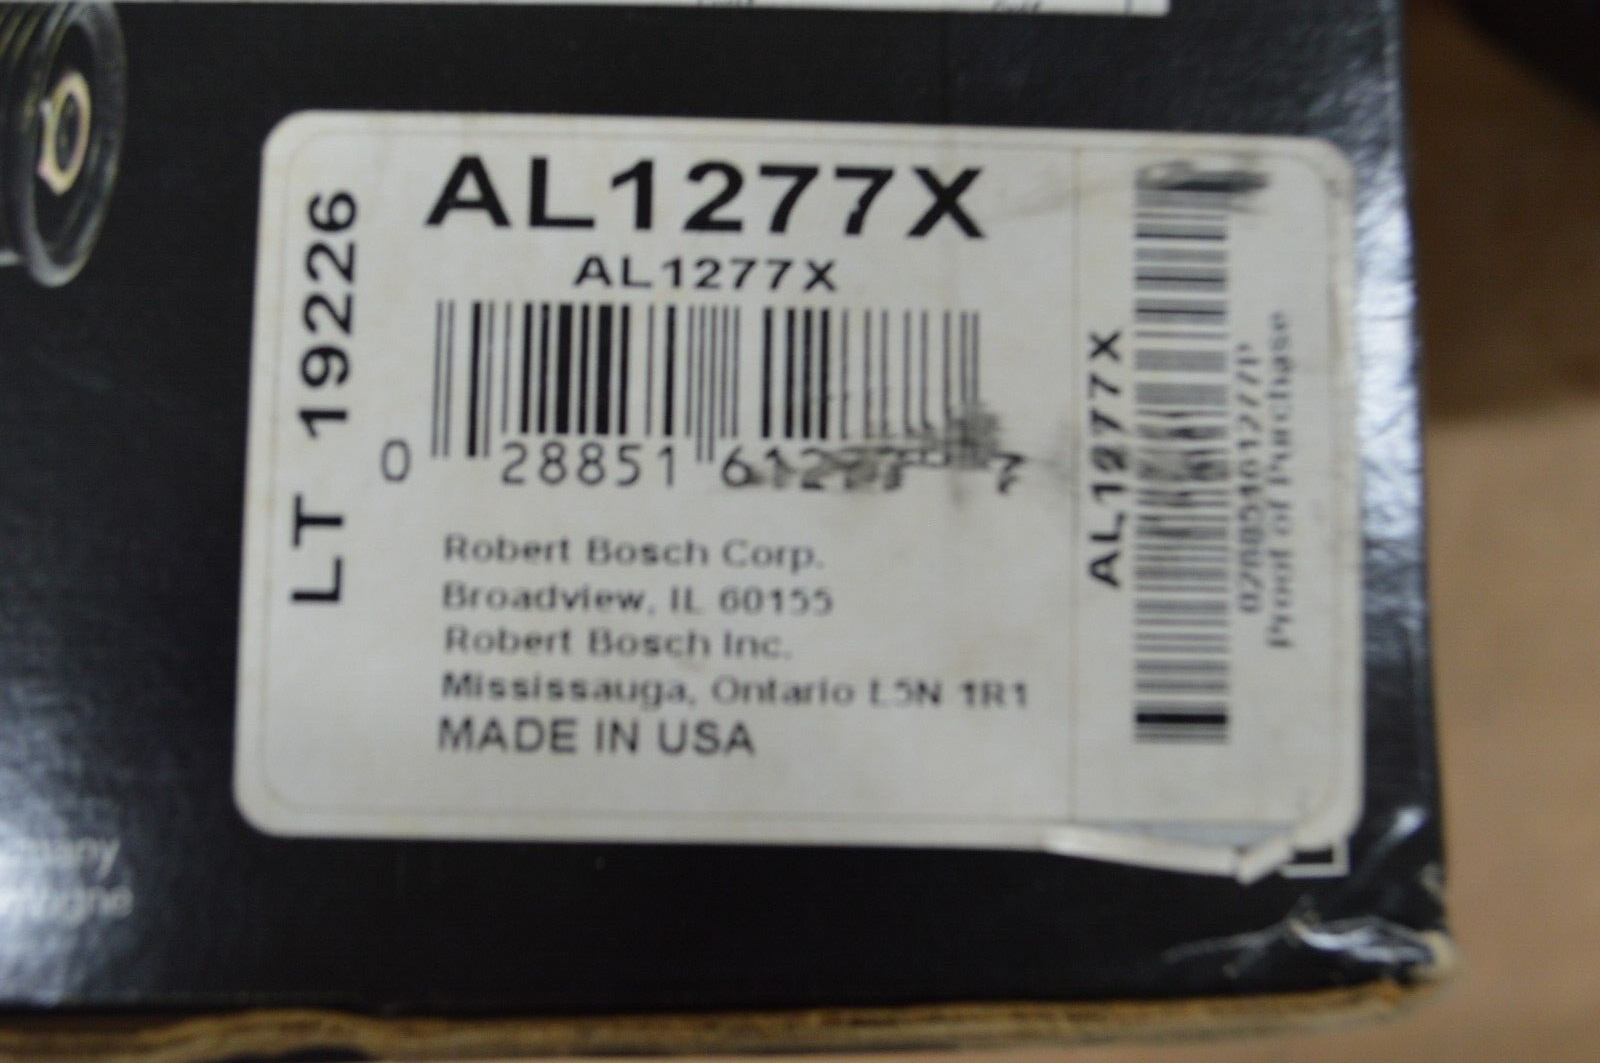 AL1277X
AL1277X
LT 19226
0 28851
Robert Bosch Corp.
Broadview, IL 60155
Robert Bosch Inc.
Mississauga, Ontario L5N 1R1
MADE IN USA
AL1277X
Proof of Purchase